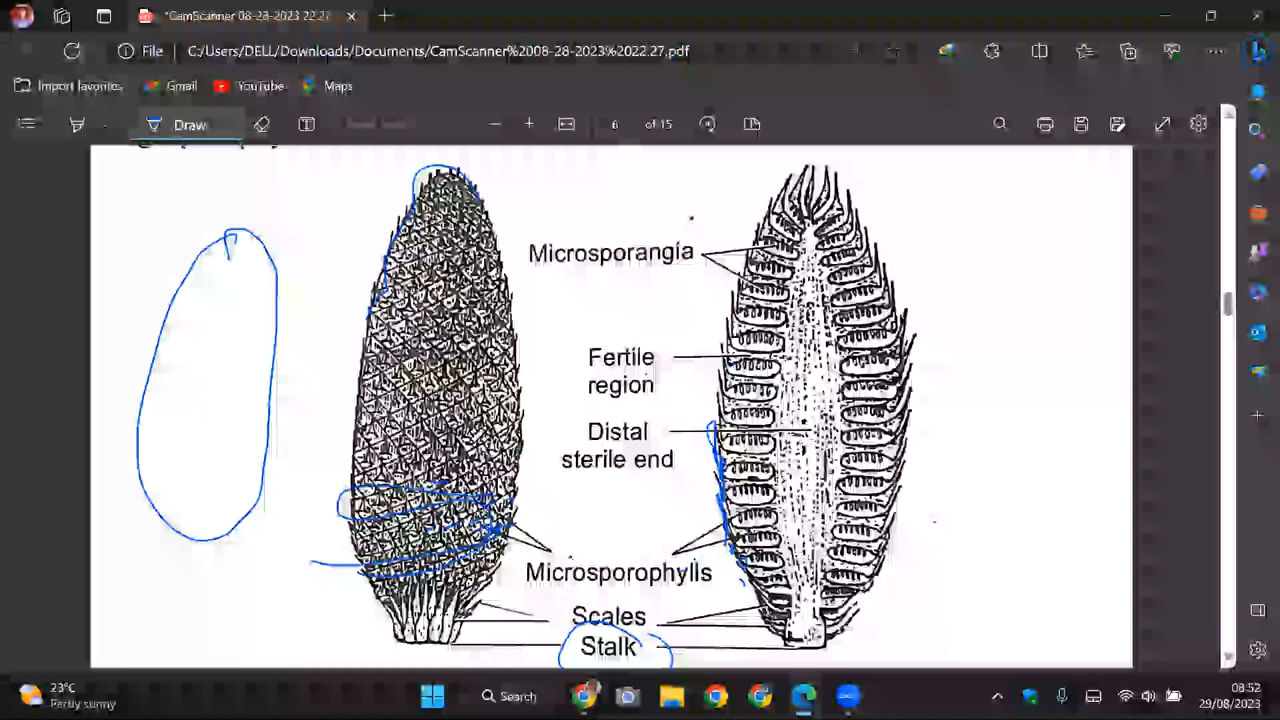 *CamScanner 08-28-2023 22.27
File
C:/Users/DELL/Downloads/Documents/CamScanner%2008-28-2023%2022.27.pdf
Import favorites
Gmail
YouTube
Maps
Draw
6
of 15
Microsporangia
Fertile
region
Distal
sterile end
Microsporophylls
Scales
Stalk
23°C
Partly sunny
Search
08:52
29/08/2023